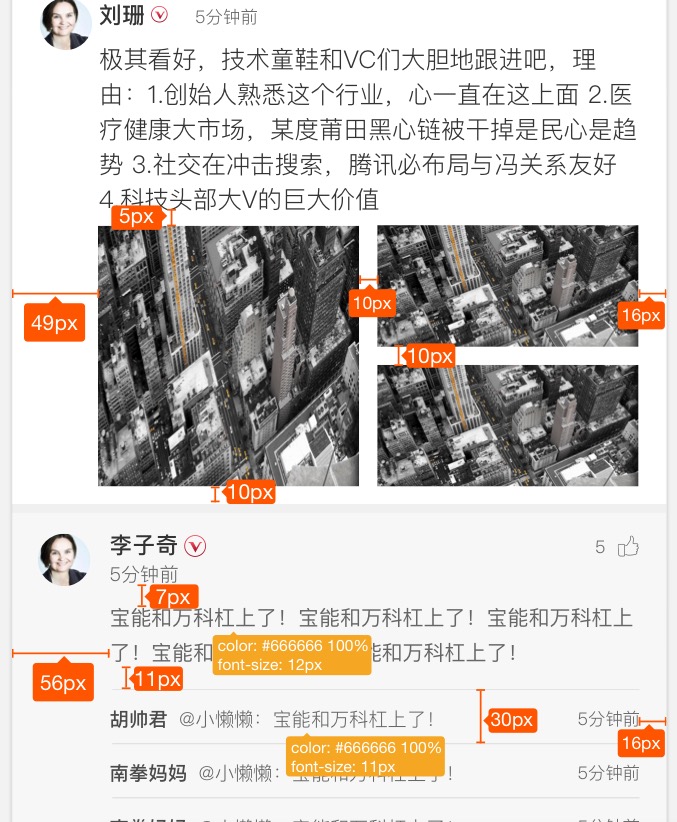 刘珊 5分钟前
极其看好，技术童鞋和VC们大胆地跟进吧，理
由：1.创始人熟悉这个行业，心一直在这上面 2.医
疗健康大市场，某度莆田黑心链被干掉是民心是趋
势 3.社交在冲击搜索，腾讯必布局与冯关系友好
4.科技头部大V的巨大价值
5px
49px
10px
16px
10px
10px
李子奇 5
5分钟前
7px
宝能和万科杠上了！宝能和万科杠上了！宝能和万科杠上
了！宝能和
能和万科杠上了！
color: #666666 100%
font-size: 12px
56px
11px
胡帅君 @小懒懒：宝能和万科杠上了！ 5分钟前
30px
16px
color: #666666 100%
font-size: 11px
南拳妈妈 @小懒懒：宝能和万科杠上了！ 5分钟前